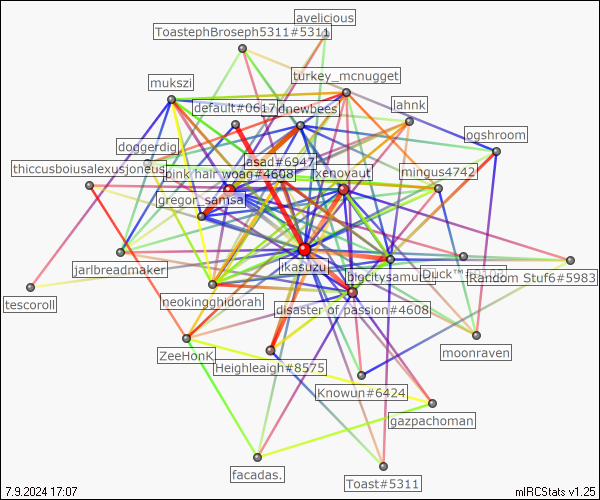 avelicious
ToastephBroseph5311#5311
turkey_mcnugget
mukszi
default#0617
dnewbees
lahnk
ogshroom
doggerdig
asad#6947
thiccusboiusalexusjoneus
pink hair woag#4608
xenoyaut
mingus4742
gregor_samsa
ikasuzu
jarlbreadmaker
bigcitysamurai
Duck™
Random Stuf6#5983
tescoroll
neokingghidorah
disaster of passion#4608
ZeeHonK
moonraven
Heighleaigh#8575
Knowun#6424
gazpachoman
facadas.
Toast#5311
7.9.2024 17:07
mIRCStats v1.25